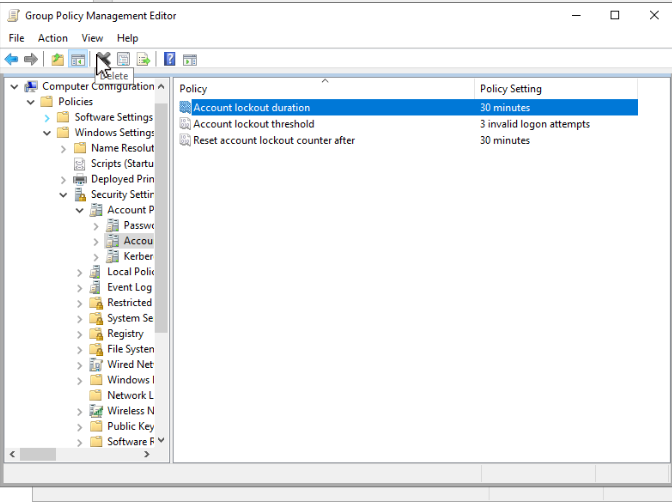 Group Policy Management Editor
File Action View Help
Delete
Computer Configuration
Policies
Software Settings
Windows Settings
Name Resolut
Scripts (Startu
Deployed Prin
Security Settin
Account P
Passwo
Accou
Kerber
Local Polic
Event Log
Restricted
System Se
Registry
File System
Wired Net
Windows I
Network L
Wireless N
Public Key
Software R
Policy Policy Setting
Account lockout duration 30 minutes
Account lockout threshold 3 invalid logon attempts
Reset account lockout counter after 30 minutes